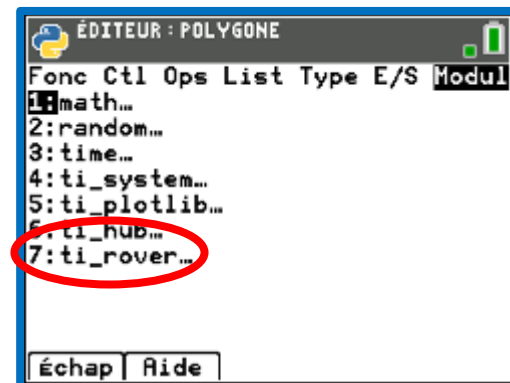 ÉDITEUR : POLYGONE
Fonc Ctl Ops List Type E/S Modul
1:math…
2:random…
3:time…
4:ti_system…
5:ti_plotlib…
6:ti_hub…
7:ti_rover…
Échap Aide